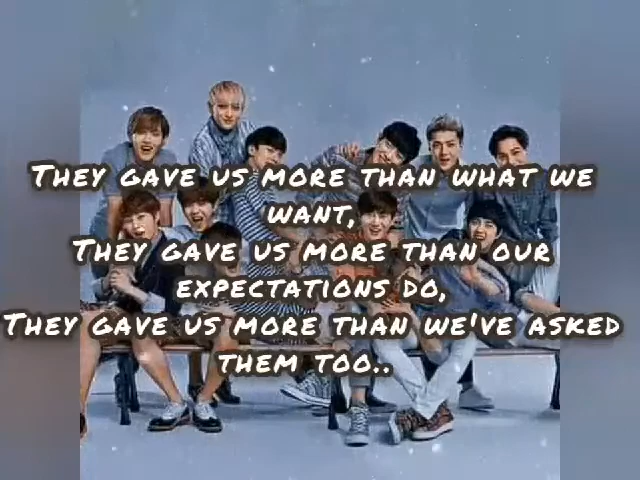 They gave us more than what we
want,
They gave us more than our
expectations do,
They gave us more than we've asked
them too..